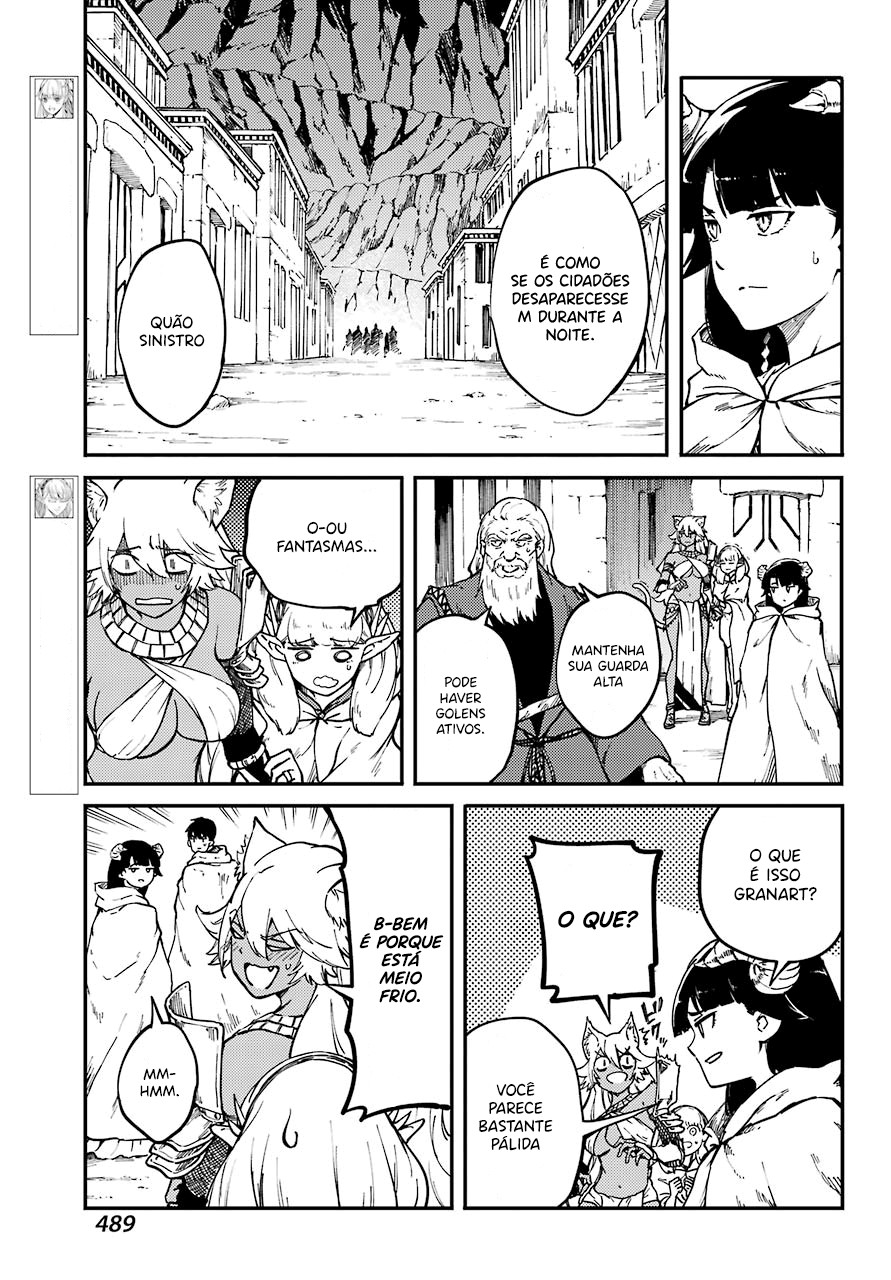 É COMO
SE OS CIDADÕES
DESAPARECESSE
M DURANTE A
NOITE.
QUÃO
SINISTRO
MANTENHA
SUA GUARDA
ALTA
PODE
HAVER
GOLENS
ATIVOS.
O-OU
FANTASMAS...
O QUE
É ISSO
GRANART?
O QUE?
VOCÊ
PARECE
BASTANTE
PÁLIDA
B-BEM
É PORQUE
ESTÁ
MEIO
FRIO.
MM-
HMM.
489